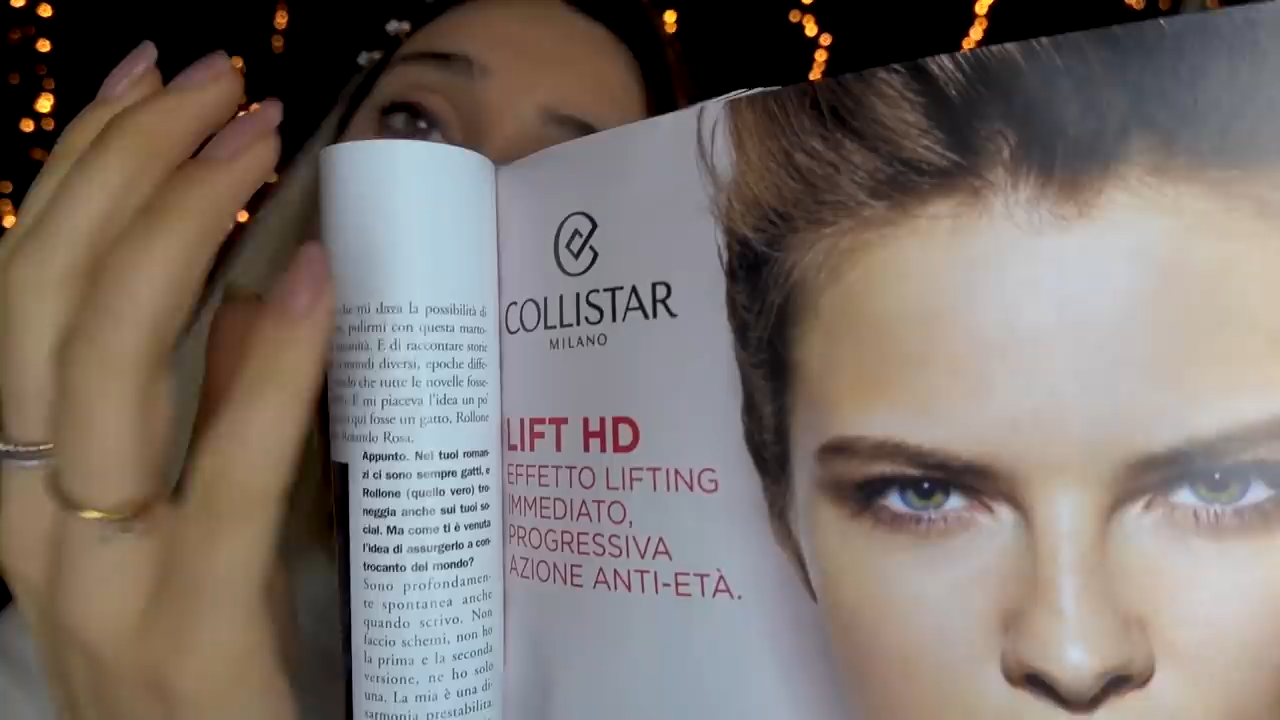 mi dava la possibilità di
pulirmi con questa
E di raccontare storie
mondi diversi, epoche diffe-
che tutte le novelle fosse-
E mi piaceva l'idea un po'
qui fosse un gatto, Rollone
Rolando Rosa.
Appunto. Nei tuoi roman-
zi ci sono sempre gatti, e
Rollone (quello vero) tro-
neggia anche sui tuoi so-
cial. Ma come ti è venuta
l'idea di assurgerlo a con-
trocanto del mondo?
Sono profondamen-
te spontanea anche
quando scrivo. Non
faccio schemi, non ho
la prima e la seconda
versione, ne ho solo
una. La mia è una di-
sarmonia prestabilita
COLLISTAR
MILANO
LIFT HD
EFFETTO LIFTING
IMMEDIATO,
PROGRESSIVA
AZIONE ANTI-ETÀ.